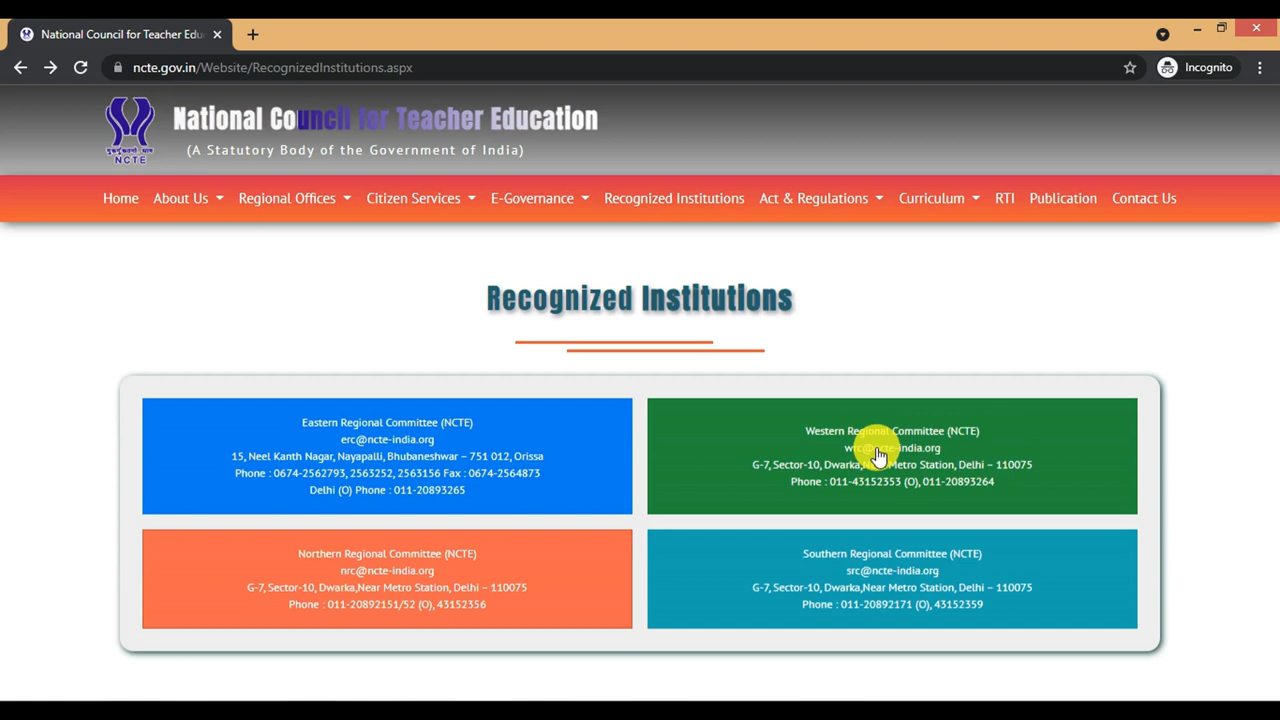 National Council for Teacher Edu
ncte.gov.in/Website/RecognizedInstitutions.aspx
Incognito
National Council for Teacher Education
(A Statutory Body of the Government of India)
NCTE
Home About Us Regional Offices Citizen Services E-Governance Recognized Institutions Act & Regulations Curriculum RTI Publication Contact Us
Recognized Institutions
Eastern Regional Committee (NCTE)
erc@ncte-india.org
15, Neel Kanth Nagar, Nayapalli, Bhubaneshwar – 751 012, Orissa
Phone : 0674-2562793, 2563252, 2563156 Fax : 0674-2564873
Delhi (O) Phone : 011-20893265
Western Regional Committee (NCTE)
wrc@ncte-india.org
G-7, Sector-10, Dwarka,Near Metro Station, Delhi – 110075
Phone : 011-43152353 (O), 011-20893264
Northern Regional Committee (NCTE)
nrc@ncte-india.org
G-7, Sector-10, Dwarka,Near Metro Station, Delhi – 110075
Phone : 011-20892151/52 (O), 43152356
Southern Regional Committee (NCTE)
src@ncte-india.org
G-7, Sector-10, Dwarka,Near Metro Station, Delhi – 110075
Phone : 011-20892171 (O), 43152359